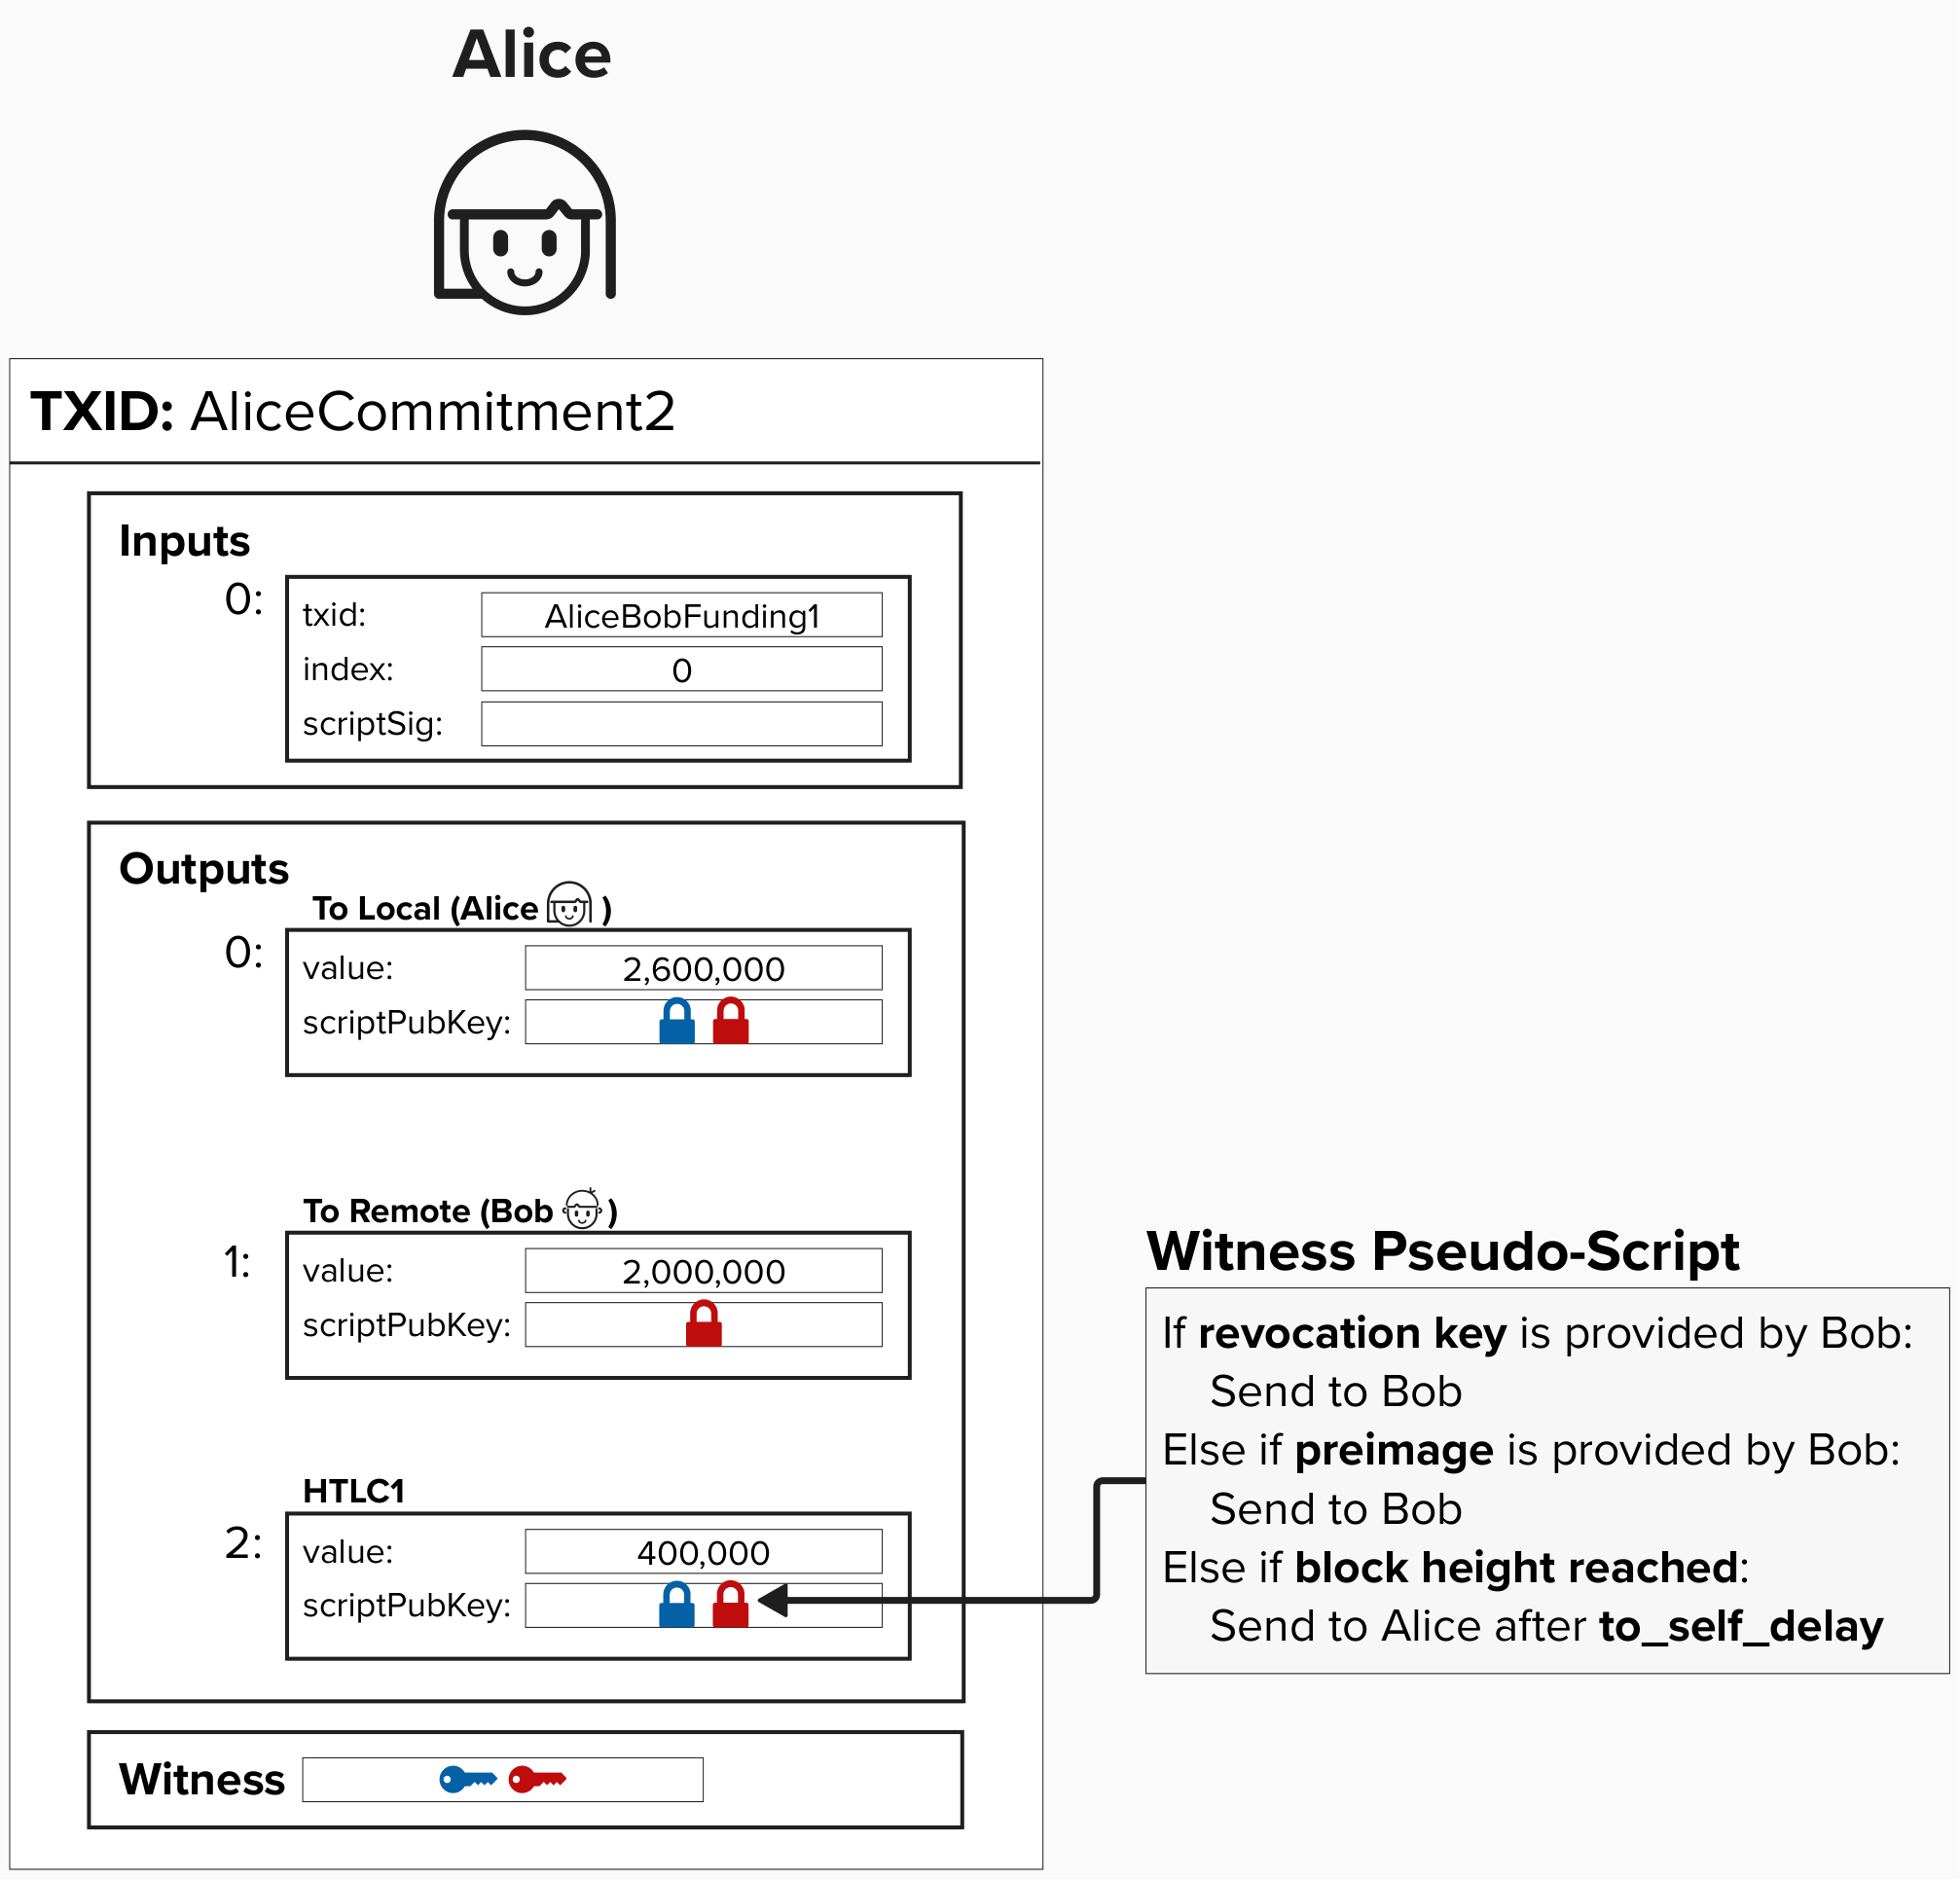 Alice
TXID: AliceCommitment2
Inputs
0:
txid: AliceBobFunding1
index: 0
scriptSig:
Outputs
To Local (Alice )
0:
value: 2,600,000
scriptPubKey:
To Remote (Bob )
1:
value: 2,000,000
scriptPubKey:
HTLC1
2:
value: 400,000
scriptPubKey:
Witness
Witness Pseudo-Script
If revocation key is provided by Bob:
Send to Bob
Else if preimage is provided by Bob:
Send to Bob
Else if block height reached:
Send to Alice after to_self_delay